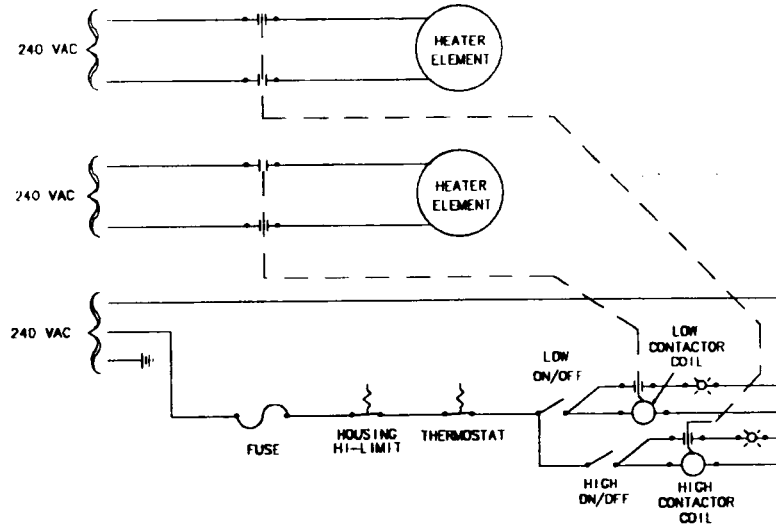 240 VAC
HEATER
ELEMENT
240 VAC
HEATER
ELEMENT
240 VAC
LOW
ON/OFF
LOW
CONTACTOR
COIL
FUSE
HOUSING
HI-LIMIT
THERMOSTAT
HIGH
ON/OFF
HIGH
CONTACTOR
COIL